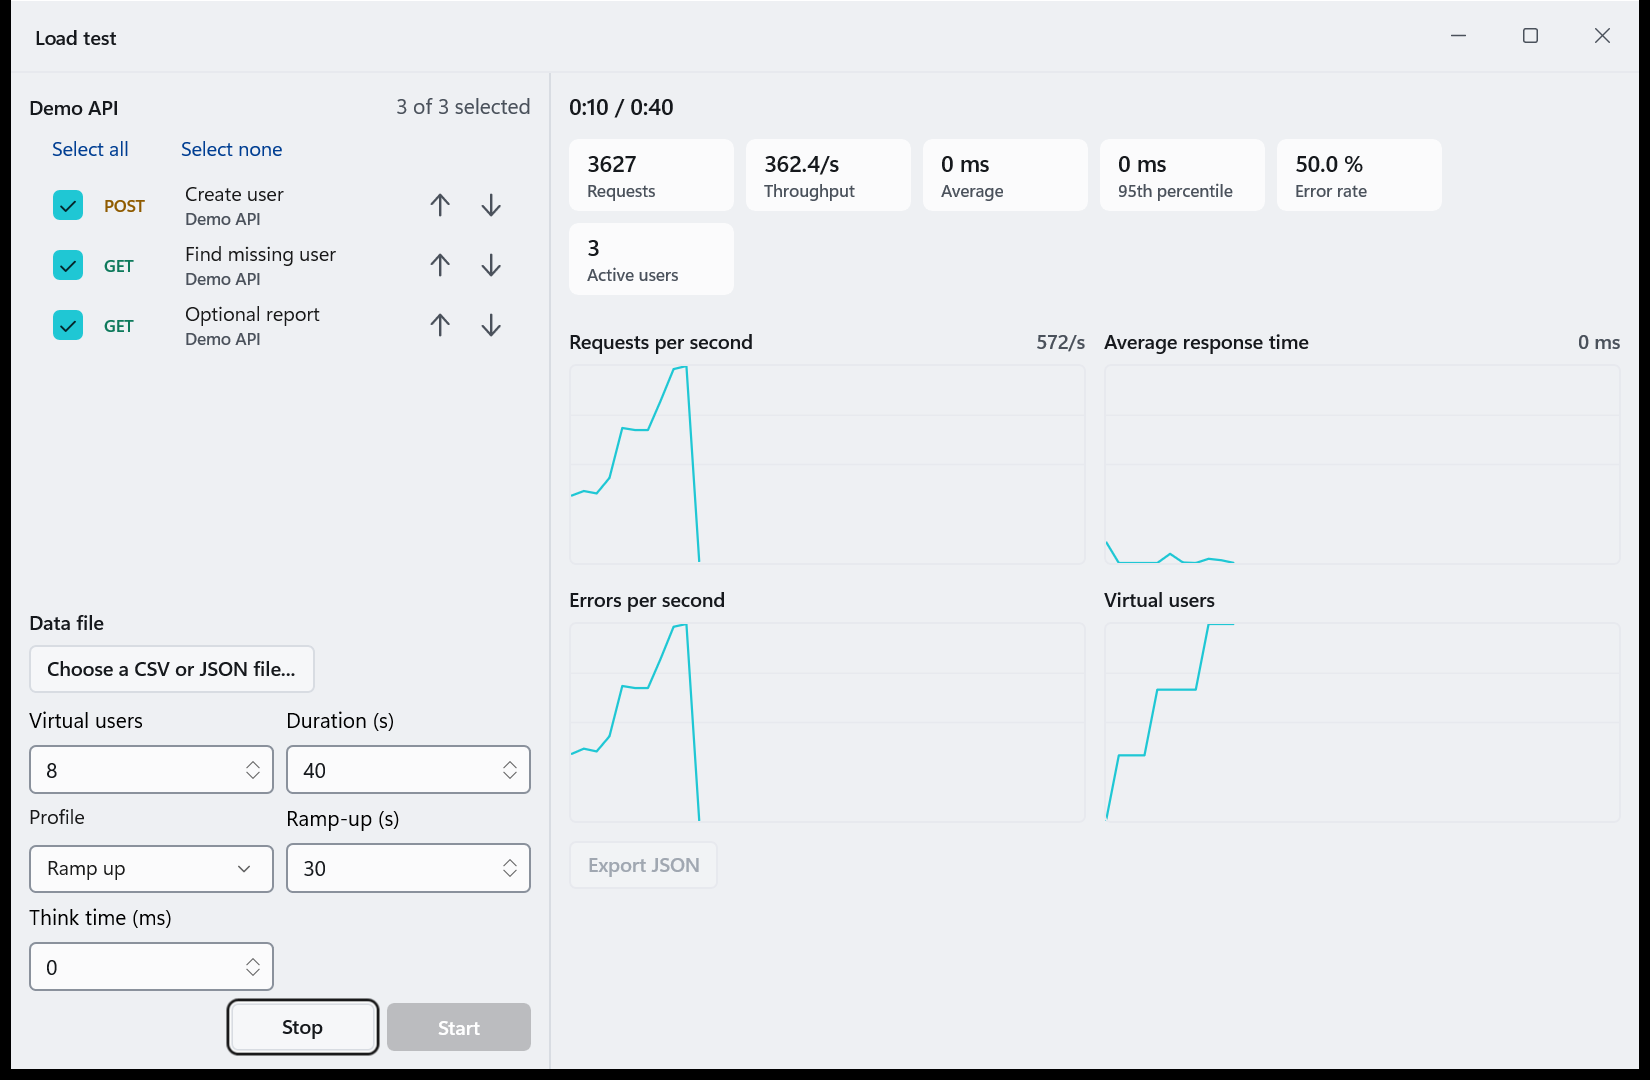 Load test
Demo API
3 of 3 selected
Select all
Select none
POST
Create user
Demo API
GET
Find missing user
Demo API
GET
Optional report
Demo API
Data file
Choose a CSV or JSON file...
Virtual users
Duration (s)
8
40
Profile
Ramp-up (s)
Ramp up
30
Think time (ms)
0
Stop
Start
0:10 / 0:40
3627
Requests
362.4/s
Throughput
0 ms
Average
0 ms
95th percentile
50.0 %
Error rate
3
Active users
Requests per second
572/s
Average response time
0 ms
Errors per second
Virtual users
Export JSON